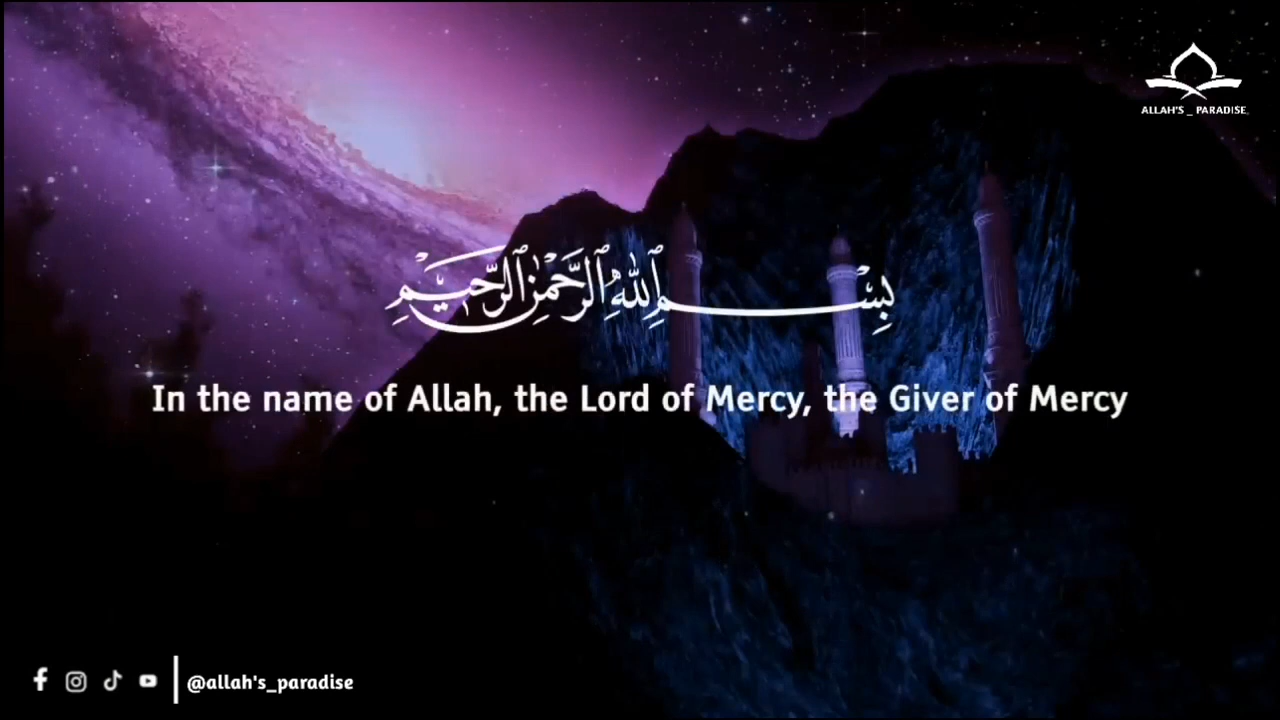 ALLAH'S _ PARADISE
بِسْمِ ٱللَّهِ ٱلرَّحْمَٰنِ ٱلرَّحِيمِ
In the name of Allah, the Lord of Mercy, the Giver of Mercy
@allah's_paradise